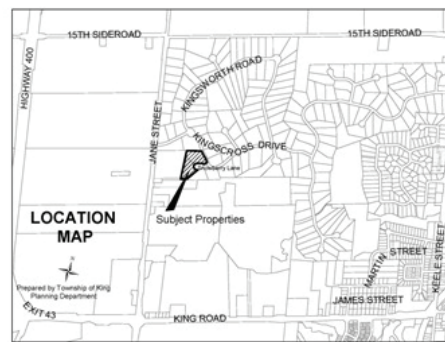 15TH SIDEROAD
15TH SIDEROAD
HIGHWAY 400
JANE STREET
KINGSWORTH ROAD
KINGSCROSS DRIVE
Lane
Subject Properties
LOCATION
MAP
Prepared by Township of King
Planning Department
EXIT 43
KING ROAD
MARTIN STREET
JAMES STREET
KEELE STREET